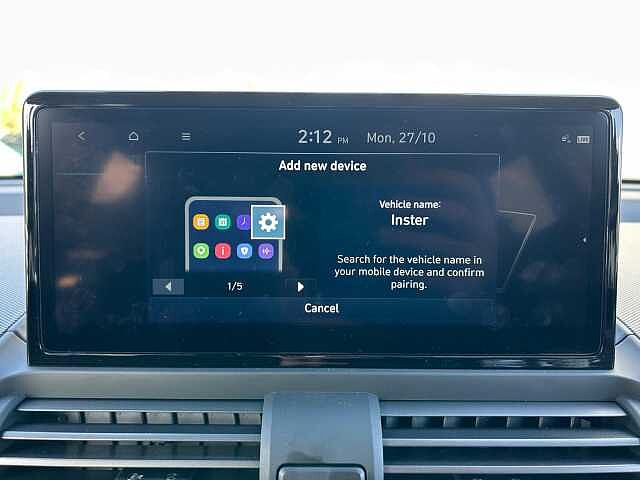 2:12 PM Mon, 27/10
LIVE
Add new device
Vehicle name:
Inster
Search for the vehicle name in
your mobile device and confirm
pairing.
1/5
Cancel